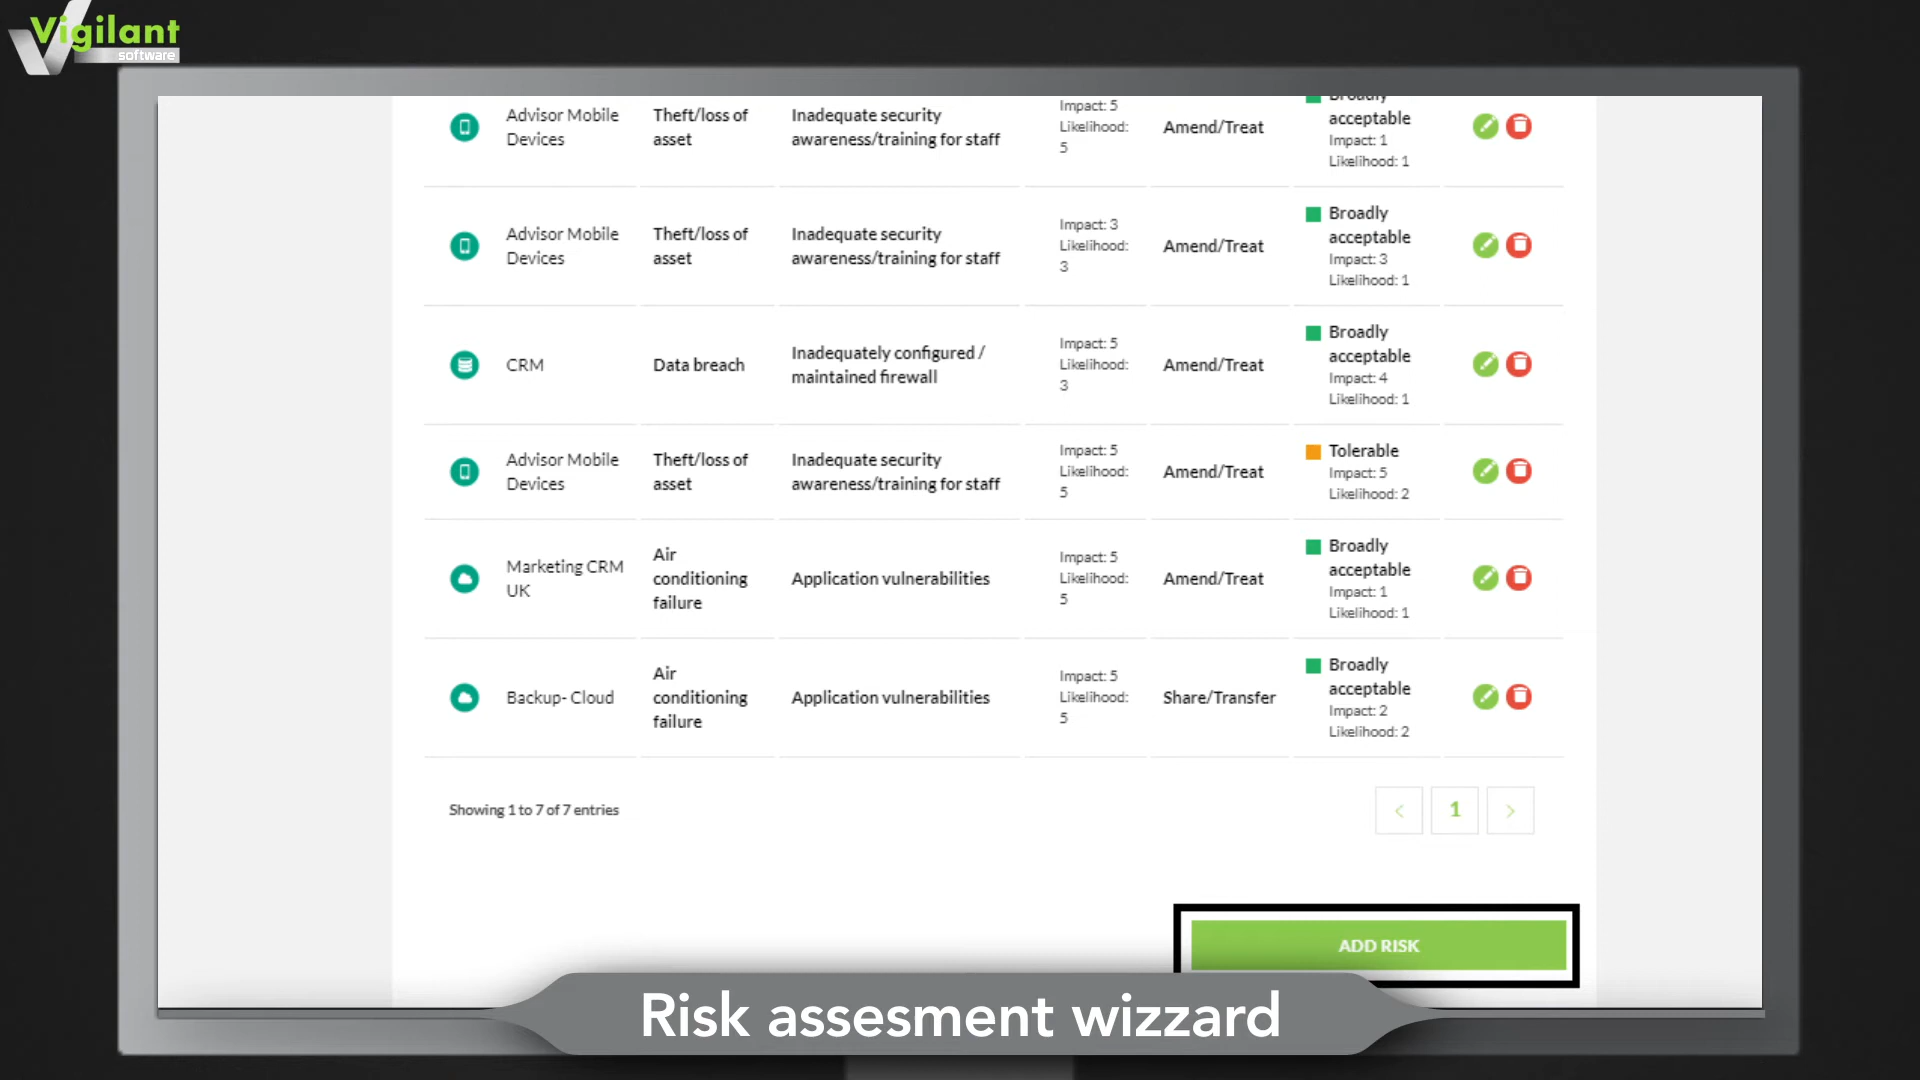 Vigilant
software
Advisor Mobile
Devices
Theft/loss of
asset
Inadequate security
awareness/training for staff
Impact: 5
Likelihood:
5
Amend/Treat
Broadly
acceptable
Impact: 1
Likelihood: 1
Advisor Mobile
Devices
Theft/loss of
asset
Inadequate security
awareness/training for staff
Impact: 3
Likelihood:
3
Amend/Treat
Broadly
acceptable
Impact: 3
Likelihood: 1
CRM
Data breach
Inadequately configured /
maintained firewall
Impact: 5
Likelihood:
3
Amend/Treat
Broadly
acceptable
Impact: 4
Likelihood: 1
Advisor Mobile
Devices
Theft/loss of
asset
Inadequate security
awareness/training for staff
Impact: 5
Likelihood:
5
Amend/Treat
Tolerable
Impact: 5
Likelihood: 2
Marketing CRM
UK
Air
conditioning
failure
Application vulnerabilities
Impact: 5
Likelihood:
5
Amend/Treat
Broadly
acceptable
Impact: 1
Likelihood: 1
Backup- Cloud
Air
conditioning
failure
Application vulnerabilities
Impact: 5
Likelihood:
5
Share/Transfer
Broadly
acceptable
Impact: 2
Likelihood: 2
Showing 1 to 7 of 7 entries
< 1 >
ADD RISK
Risk assesment wizzard